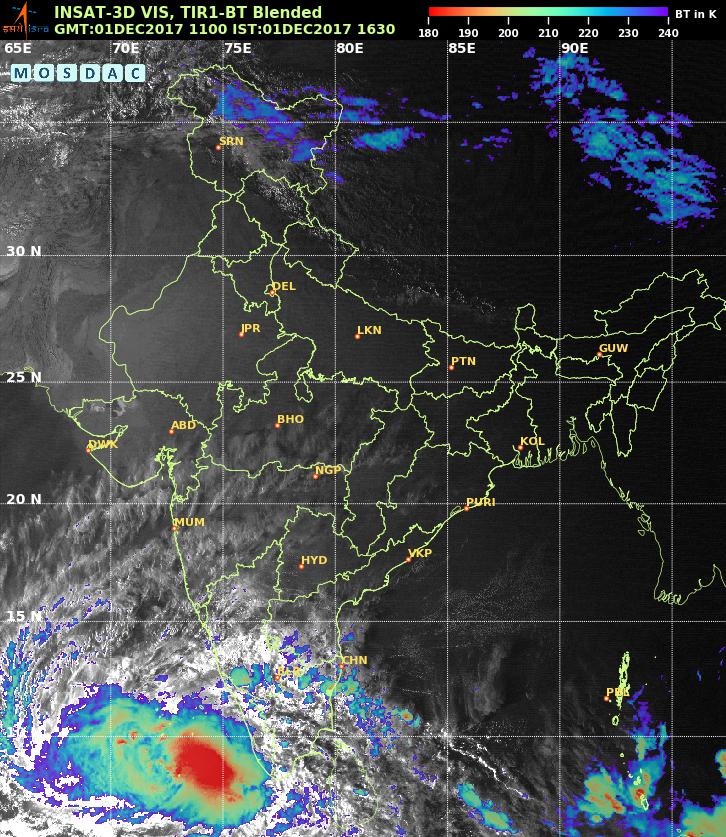 INSAT-3D VIS, TIR1-BT Blended
GMT:01DEC2017 1100 IST:01DEC2017 1630
BT in K
180 190 200 210 220 230 240
65E 70E 75E 80E 85E 90E
MOSDAC
SRN
30 N
DEL
JPR LKN
GUW
PTN
25 N
ABD BHO
DWK KOL
NGP
20 N
PURI
MUM
VKP
HYD
15 N
CHN